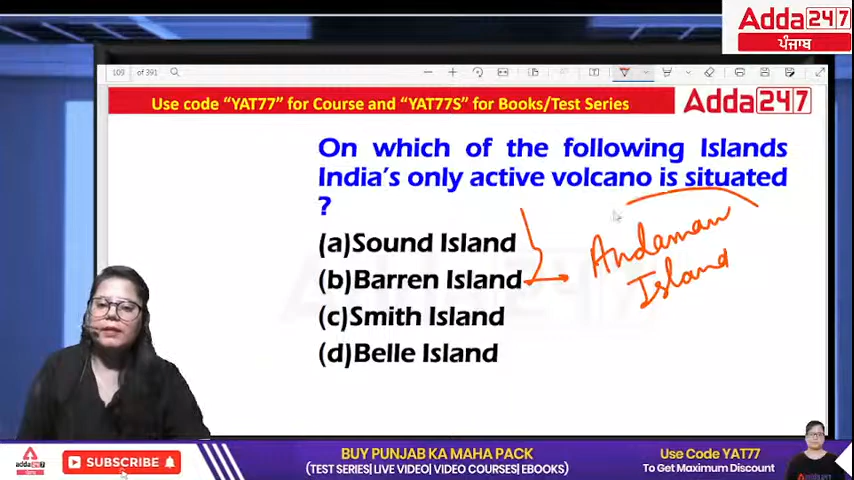 Adda247
ਪੰਜਾਬ
109 of 391
Use code "YAT77" for Course and "YAT77S" for Books/Test Series
Adda247
On which of the following Islands
India's only active volcano is situated
?
(a)Sound Island
(b)Barren Island
(c)Smith Island
(d)Belle Island
Andaman
Island
Adda247
SUBSCRIBE
BUY PUNJAB KA MAHA PACK
(TEST SERIES| LIVE VIDEO| VIDEO COURSES| EBOOKS)
Use Code YAT77
To Get Maximum Discount